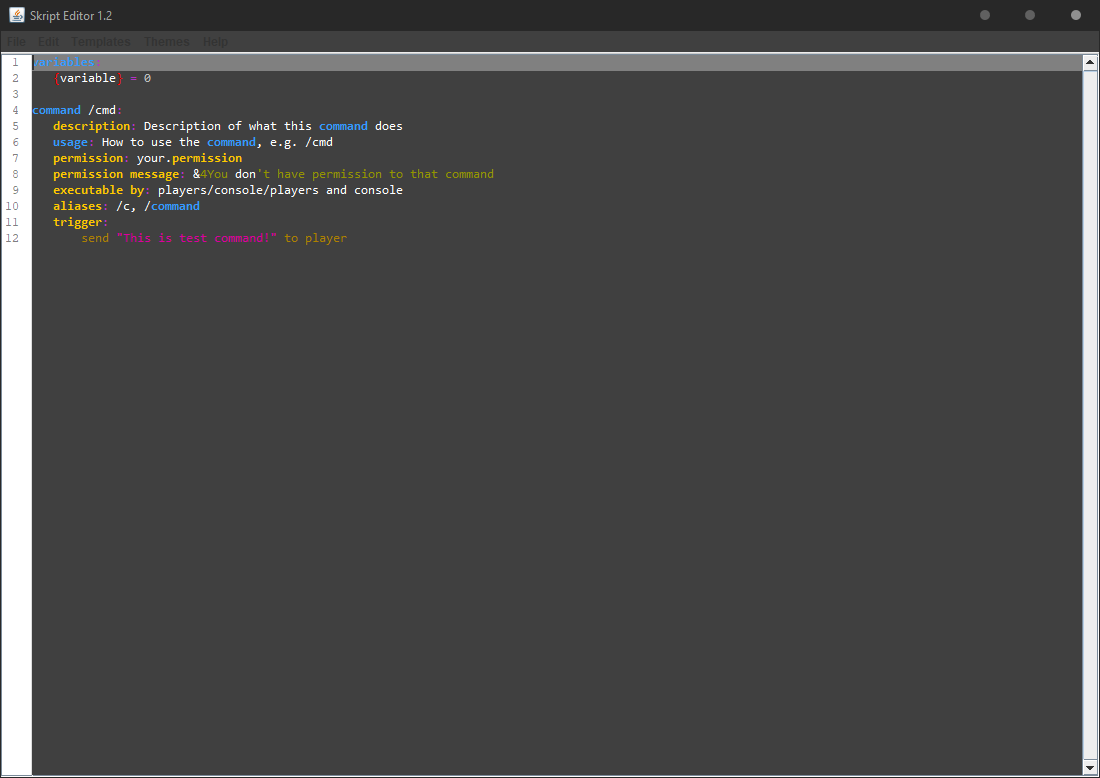 Skript Editor 1.2
File Edit Templates Themes Help
1 variables:
2 {variable} = 0
3
4 command /cmd:
5 description: Description of what this command does
6 usage: How to use the command, e.g. /cmd
7 permission: your.permission
8 permission message: &4You don't have permission to that command
9 executable by: players/console/players and console
10 aliases: /c, /command
11 trigger:
12 send "This is test command!" to player